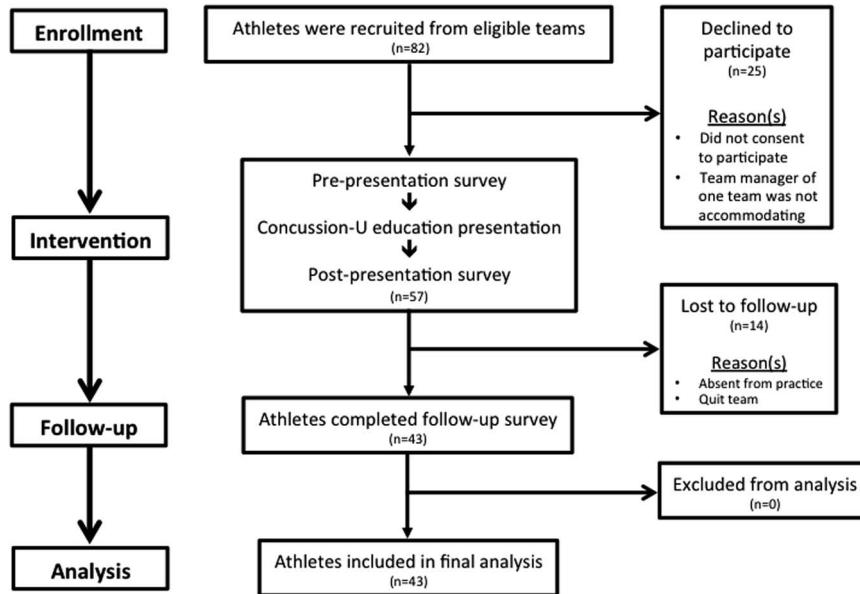 Enrollment
Athletes were recruited from eligible teams
(n=82)
Declined to
participate
(n=25)
Reason(s)
• Did not consent
to participate
• Team manager of
one team was not
accommodating
Intervention
Pre-presentation survey
Concussion-U education presentation
Post-presentation survey
(n=57)
Lost to follow-up
(n=14)
Reason(s)
• Absent from practice
• Quit team
Follow-up
Athletes completed follow-up survey
(n=43)
Excluded from analysis
(n=0)
Analysis
Athletes included in final analysis
(n=43)